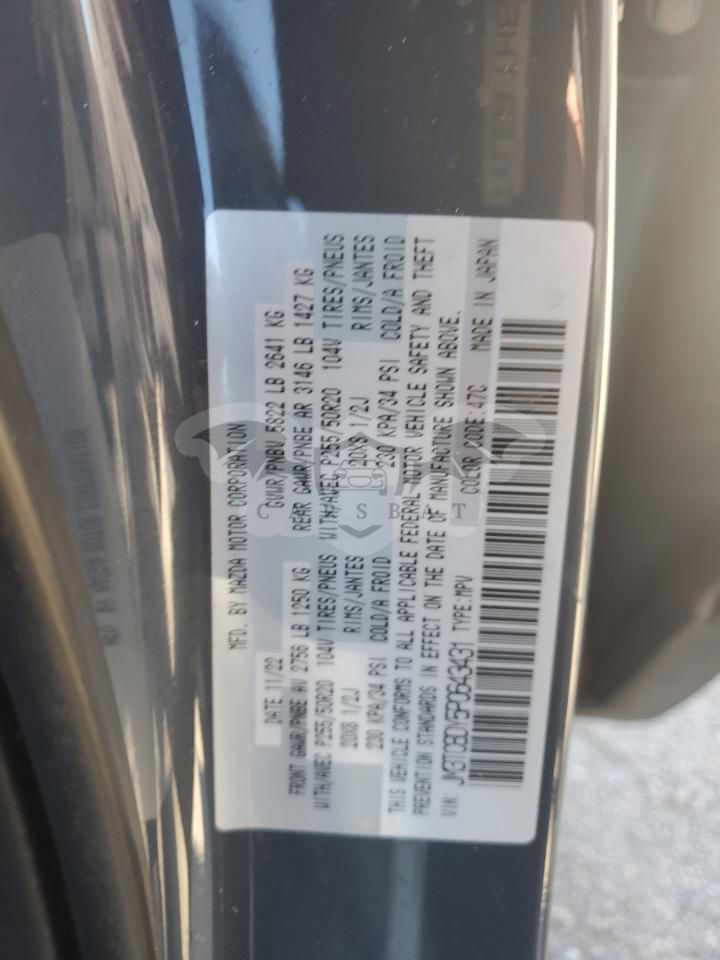 MFD. BY MAZDA MOTOR CORPORATION
DATE 11/22 GVWR/PNBV 5822 LB 2641 KG
FRONT GAWR/PNBE AV 2756 LB 1250 KG REAR GAWR/PNBE AR 3146 LB 1427 KG
WITH/AVEC P255/50R20 104V TIRES/PNEUS WITH/AVEC P255/50R20 104V TIRES/PNEUS
20X8 1/2J RIMS/JANTES 20X8 1/2J RIMS/JANTES
230 KPA/34 PSI COLD/A FROID 230 KPA/34 PSI COLD/A FROID
THIS VEHICLE CONFORMS TO ALL APPLICABLE FEDERAL MOTOR VEHICLE SAFETY AND THEFT
PREVENTION STANDARDS IN EFFECT ON THE DATE OF MANUFACTURE SHOWN ABOVE.
VIN: JM3TCBDY5P0643431 TYPE:MPV COLOR CODE:47C MADE IN JAPAN